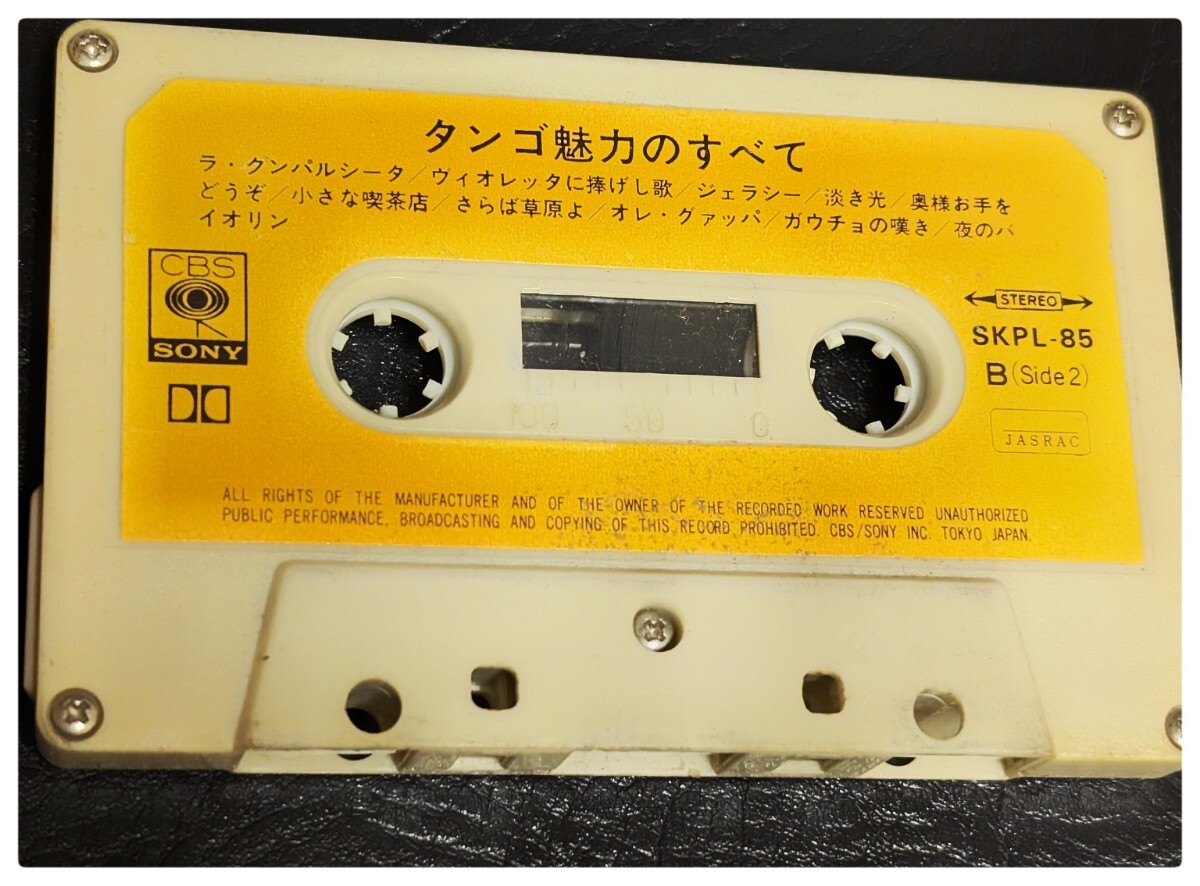 タンゴ魅力のすべて
ラ・クンパルシータ/ヴィオレッタに捧げし歌/ジェラシー/淡き光/奥様お手を
どうぞ/小さな喫茶店/さらば草原よ/オレ・グァッパ/ガウチョの嘆き/夜のバ
イオリン
CBS
SONY
STEREO
SKPL-85
B(Side2)
JASRAC
100 50 0
ALL RIGHTS OF THE MANUFACTURER AND OF THE OWNER OF THE RECORDED WORK RESERVED UNAUTHORIZED
PUBLIC PERFORMANCE, BROADCASTING AND COPYING OF THIS RECORD PROHIBITED. CBS/SONY INC. TOKYO JAPAN.